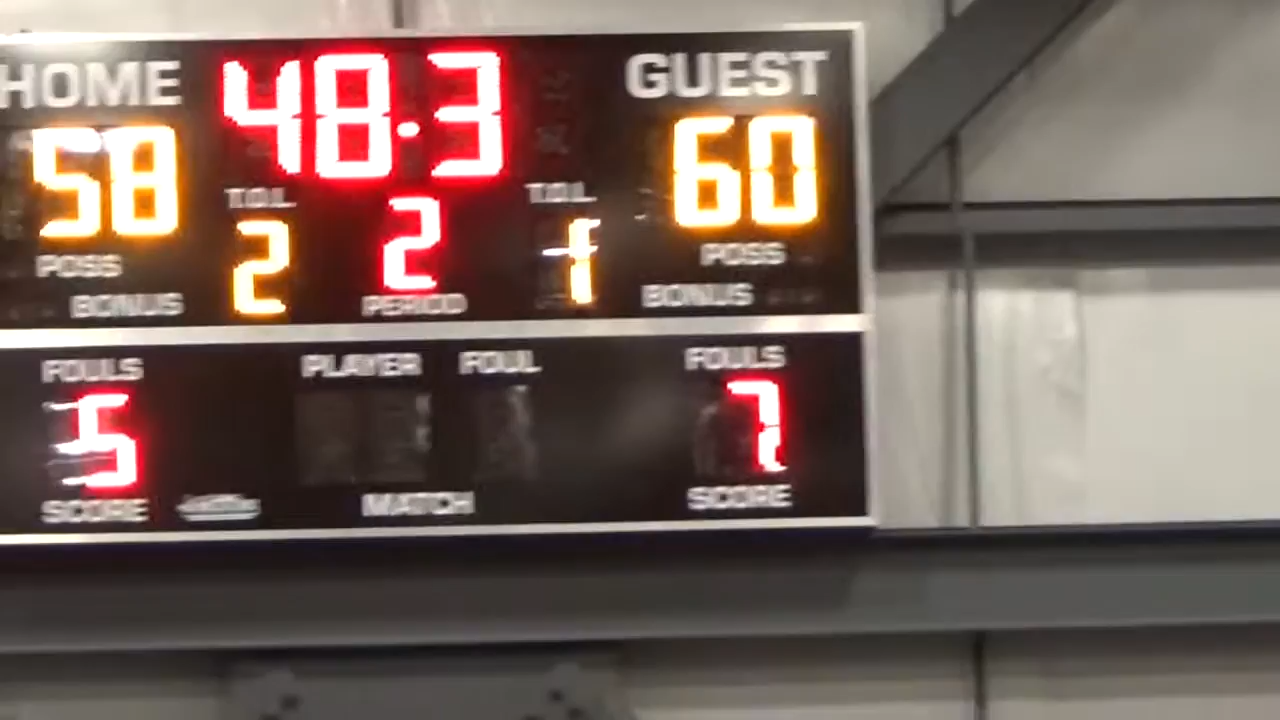 HOME 48.3 GUEST
58 60
T.O.L. T.O.L.
2 2 1
POSS POSS
BONUS PERIOD BONUS
FOULS PLAYER FOUL FOULS
5 7
SCORE MATCH SCORE